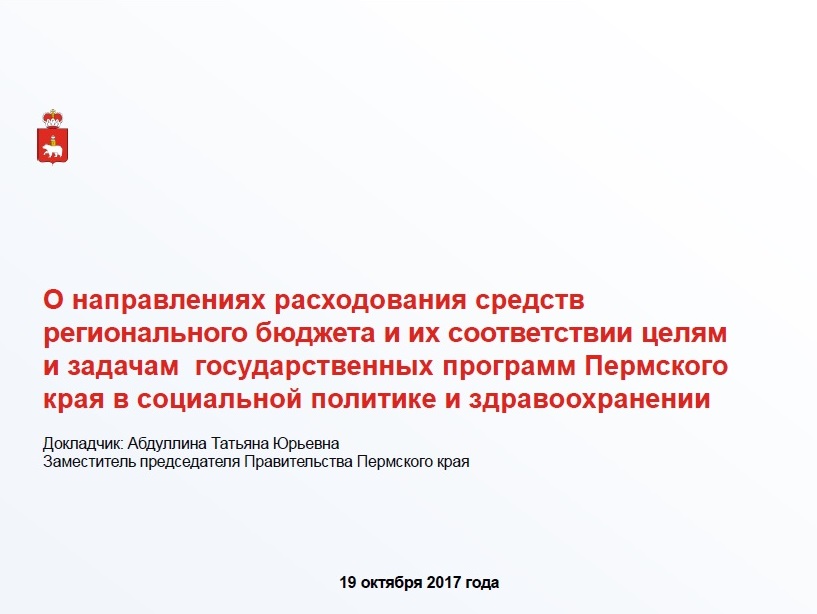 О направлениях расходования средств
регионального бюджета и их соответствии целям
и задачам  государственных программ Пермского
края в социальной политике и здравоохранении
Докладчик: Абдуллина Татьяна Юрьевна
Заместитель председателя Правительства Пермского края
19 октября 2017 года